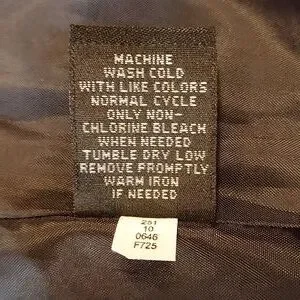 MACHINE
WASH COLD
WITH LIKE COLORS
NORMAL CYCLE
ONLY NON-
CHLORINE BLEACH
WHEN NEEDED
TUMBLE DRY LOW
REMOVE PROMPTLY
WARM IRON
IF NEEDED
251
10
0646
F725